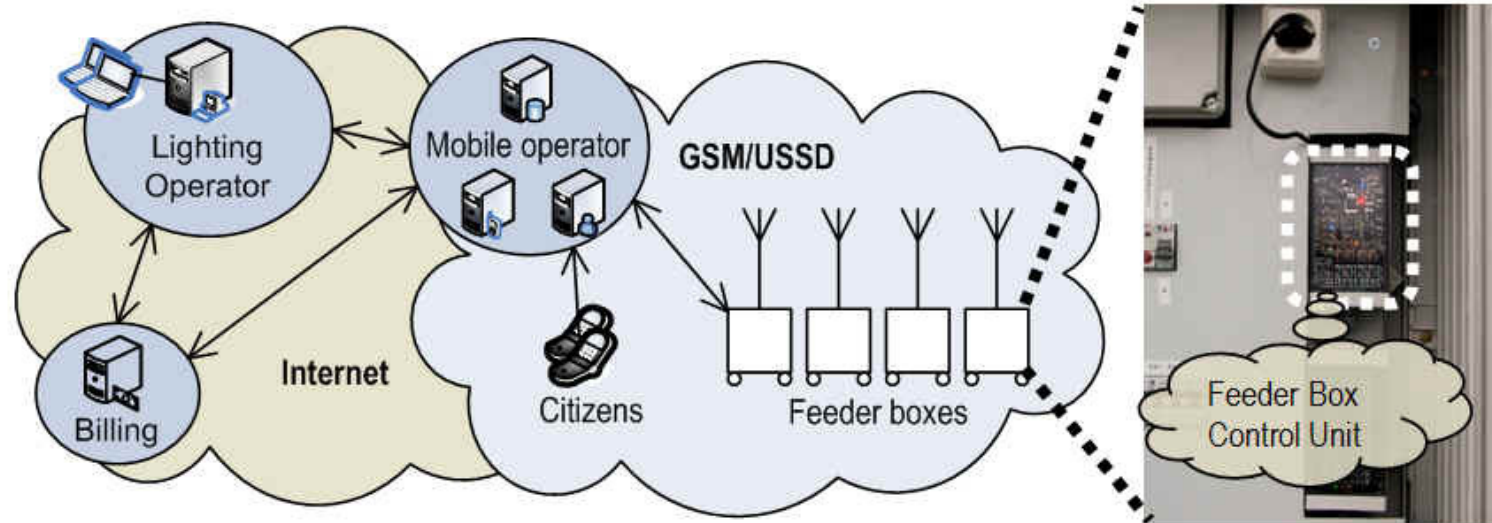 Lighting
Operator
Mobile operator
GSM/USSD
Internet
Billing
Citizens
Feeder boxes
Feeder Box
Control Unit